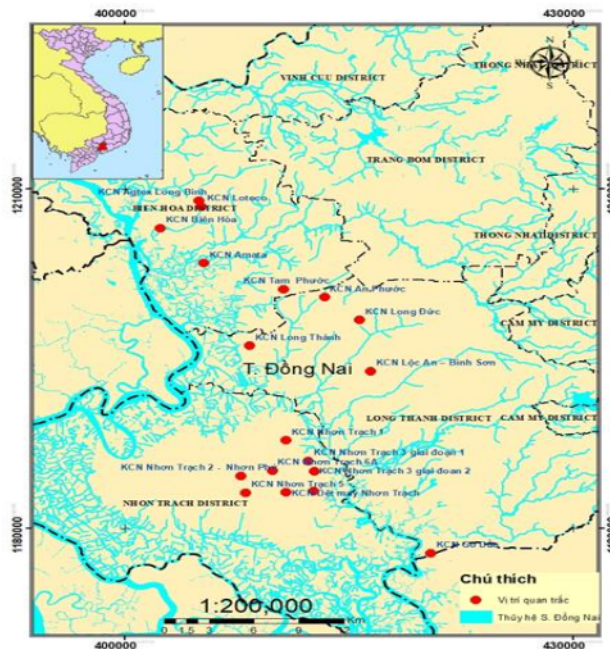 400000 430000
VINH CUU DISTRICT
THONG NHAT DISTRICT
N
S
TRANG BOM DISTRICT
1210000
KCN Agtex Long Bình
KCN Loteco
BIEN HOA DISTRICT
KCN Biên Hòa
THONG NHAT DISTRICT
KCN Amata
KCN Tam Phước
KCN An Phước
KCN Long Đức
CAM MY DISTRICT
KCN Long Thành
T. Đồng Nai
KCN Lộc An – Bình Sơn
LONG THANH DISTRICT
CAM MY DISTRICT
KCN Nhơn Trạch 1
KCN Nhơn Trạch 3 giai đoạn 1
KCN Nhơn Trạch 2 - Nhơn Phú
KCN Nhơn Trạch 6A
KCN Nhơn Trạch 3 giai đoạn 2
KCN Nhơn Trạch 5
KCN Dệt may Nhơn Trạch
NHON TRACH DISTRICT
1180000
Chú thích
Vị trí quan trắc
Thủy hệ S. Đồng Nai
1:200,000
0 1.5 3 6 9
Km
400000 430000